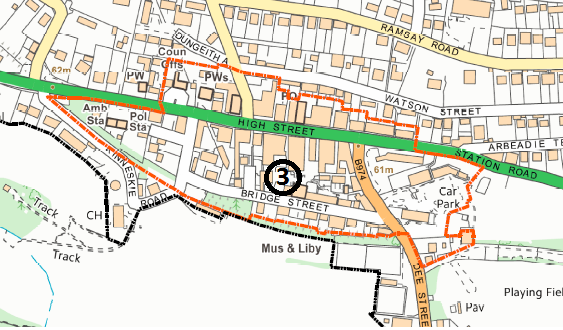 RAMSAY ROAD
DUNGEITH A
Coun
Offs
62m
PW
PWs
PO
WATSON STREET
Amb
Sta
Pol
Sta
HIGH STREET
STATION ROAD
ARBEADIE TE
KINNESKIE ROAD
B974
61m
3
BRIDGE STREET
Car
Park
CH
Track
Track
Mus & Liby
DEE STREET
Playing Fiel
Pav